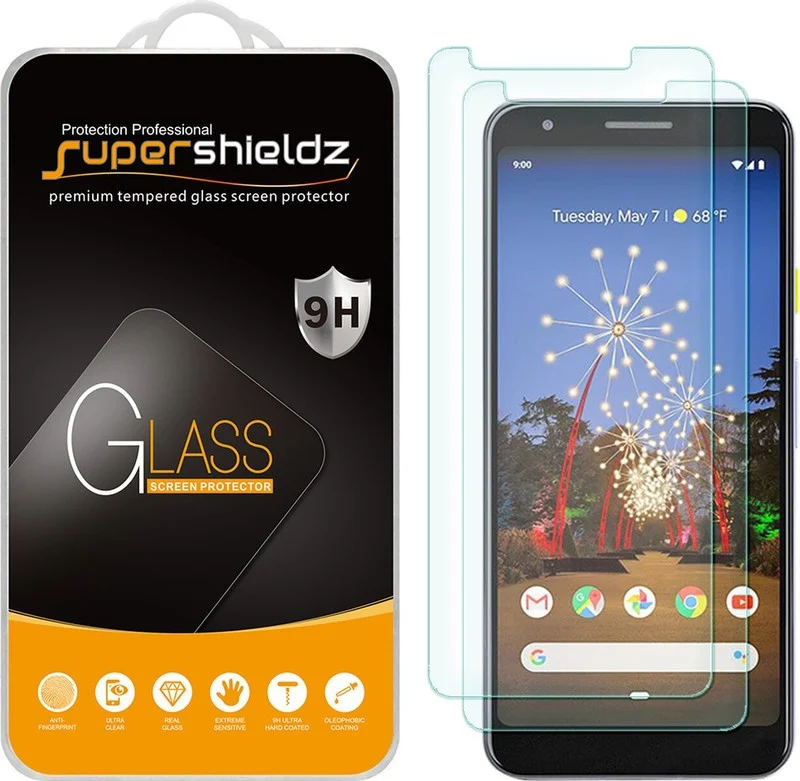 Protection Professional
supershieldz
premium tempered glass screen protector
9H
GLASS
SCREEN PROTECTOR
ANTI-
FINGERPRINT
ULTRA
CLEAR
REAL
GLASS
EXTREME
SENSITIVE
9H ULTRA
HARD COATED
OLEOPHOBIC
COATING
9:00
Tuesday, May 7 | 68 °F
G